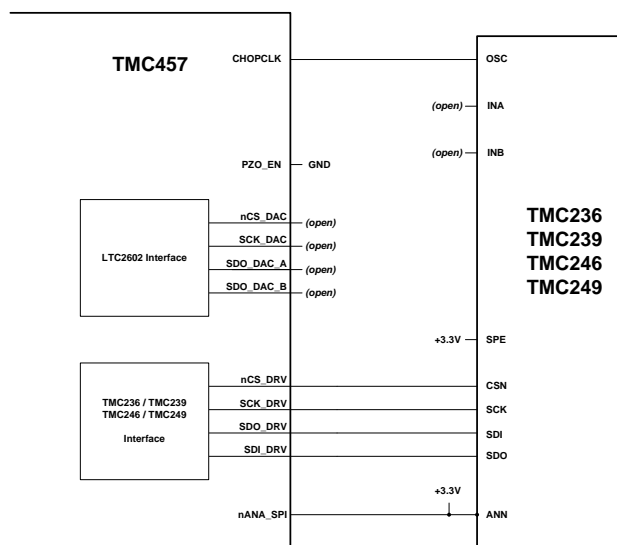 TMC457
CHOPCLK
OSC
(open)
INA
(open)
INB
PZO_EN
GND
TMC236
TMC239
TMC246
TMC249
LTC2602 Interface
nCS_DAC
(open)
SCK_DAC
(open)
SDO_DAC_A
(open)
SDO_DAC_B
(open)
+3.3V
SPE
TMC236 / TMC239
TMC246 / TMC249
Interface
nCS_DRV
CSN
SCK_DRV
SCK
SDO_DRV
SDI
SDI_DRV
SDO
+3.3V
nANA_SPI
ANN